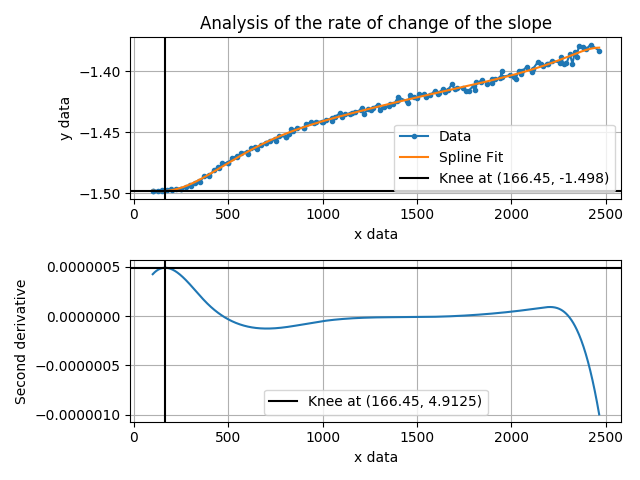 Analysis of the rate of change of the slope
y data
−1.40
−1.45
−1.50
Data
Spline Fit
Knee at (166.45, -1.498)
0 500 1000 1500 2000 2500
x data
Second derivative
0.0000005
0.0000000
−0.0000005
−0.0000010
Knee at (166.45, 4.9125)
0 500 1000 1500 2000 2500
x data